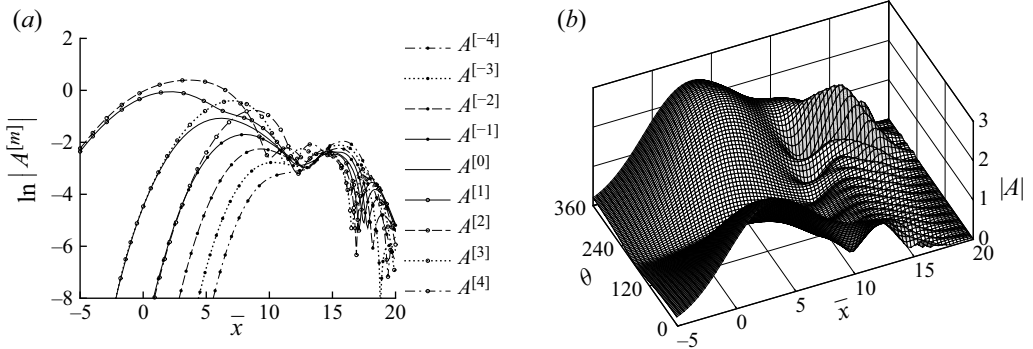 (a)
2
0
−2
−4
−6
−8
ln | A^[m]|
−5
0
5
10
15
20
x̅
A^[−4]
A^[−3]
A^[−2]
A^[−1]
A^[0]
A^[1]
A^[2]
A^[3]
A^[4]
(b)
3
2
1
0
|A|
360
240
120
0
θ
−5
0
5
10
15
20
x̅